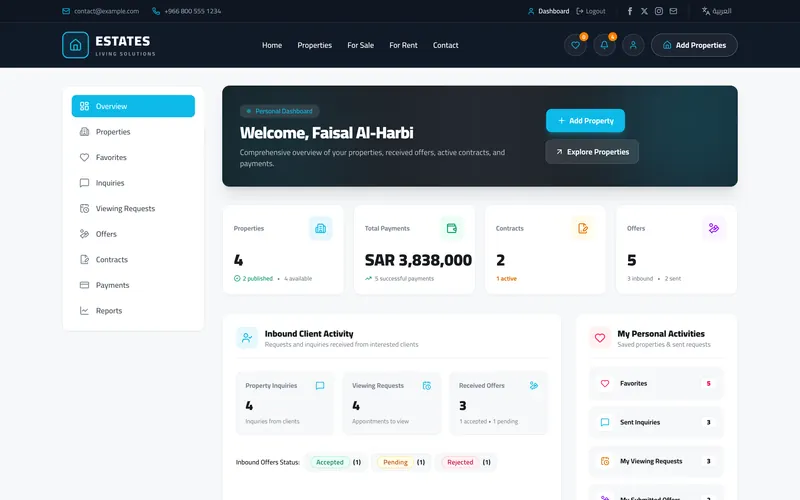 contact@example.com
+966 800 555 1234
Dashboard
Logout
العربية
ESTATES
LIVING SOLUTIONS
Home
Properties
For Sale
For Rent
Contact
Add Properties
Overview
Properties
Favorites
Inquiries
Viewing Requests
Offers
Contracts
Payments
Reports
Personal Dashboard
Welcome, Faisal Al-Harbi
Comprehensive overview of your properties, received offers, active contracts, and
payments.
Add Property
Explore Properties
Properties
4
2 published • 4 available
Total Payments
SAR 3,838,000
5 successful payments
Contracts
2
1 active
Offers
5
3 inbound • 2 sent
Inbound Client Activity
Requests and inquiries received from interested clients
Property Inquiries
4
Inquiries from clients
Viewing Requests
4
Appointments to view
Received Offers
3
1 accepted • 1 pending
Inbound Offers Status:
Accepted (1)
Pending (1)
Rejected (1)
My Personal Activities
Saved properties & sent requests
Favorites 5
Sent Inquiries 3
My Viewing Requests 3
My Submitted Offers 2